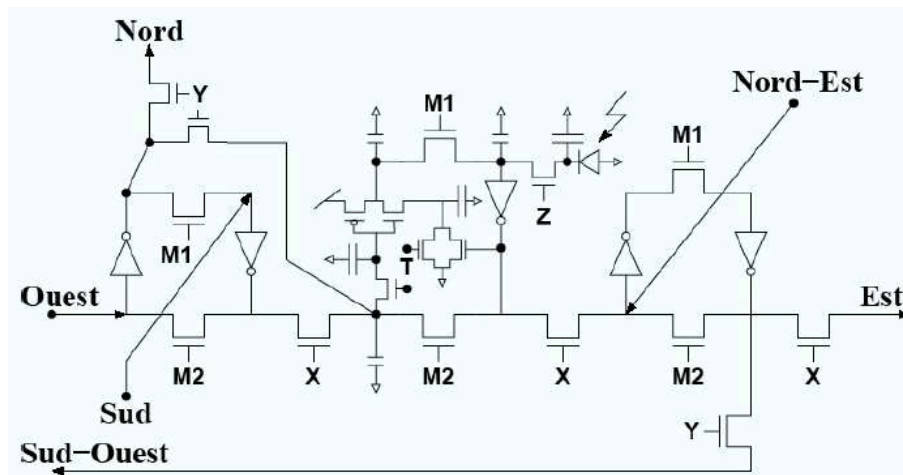 Nord
Y
M1
Nord-Est
M1
Z
M1
T
Ouest
Est
M2
X
M2
X
M2
X
Sud
Y
Sud-Ouest